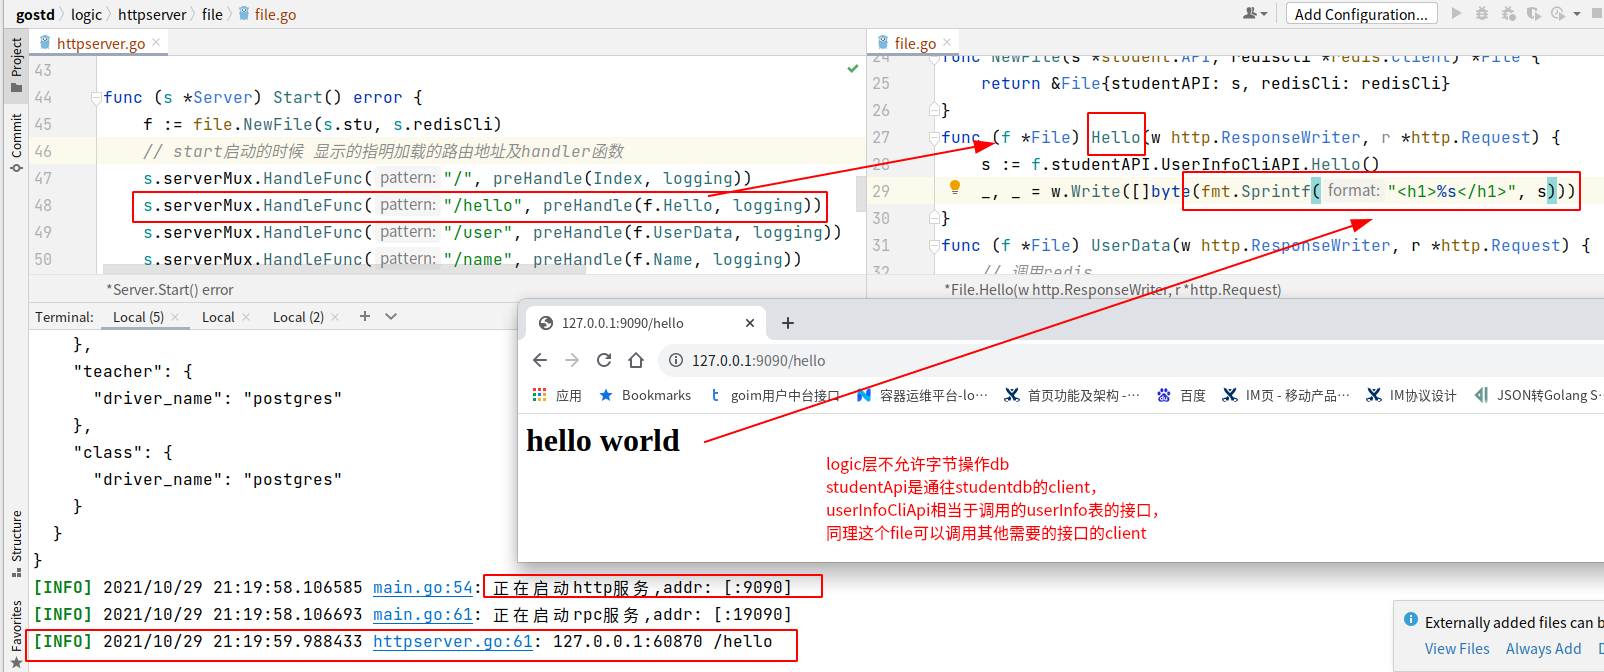 gostd
logic
httpserver
file
file.go
Add Configuration...
Project
Commit
Structure
Favorites
httpserver.go
43
44 func (s *Server) Start() error {
45 f := file.NewFile(s.stu, s.redisCli)
46 // start启动的时候 显示的指明加载的路由地址及handler函数
47 s.serverMux.HandleFunc( pattern: "/", preHandle(Index, logging))
48 s.serverMux.HandleFunc( pattern: "/hello", preHandle(f.Hello, logging))
49 s.serverMux.HandleFunc( pattern: "/user", preHandle(f.UserData, logging))
50 s.serverMux.HandleFunc( pattern: "/name", preHandle(f.Name, logging))
*Server.Start() error
file.go
24 func NewFile(s *student.API, redisCli *redis.Client) *File {
25 return &File{studentAPI: s, redisCli: redisCli}
26 }
27 func (f *File) Hello(w http.ResponseWriter, r *http.Request) {
28 s := f.studentAPI.UserInfoCliAPI.Hello()
29 _, _ = w.Write([]byte(fmt.Sprintf( format: "<h1>%s</h1>", s)))
30 }
31 func (f *File) UserData(w http.ResponseWriter, r *http.Request) {
32 // 调用redis
*File.Hello(w http.ResponseWriter, r *http.Request)
Terminal: Local (5) Local Local (2)
},
"teacher": {
"driver_name": "postgres"
},
"class": {
"driver_name": "postgres"
}
}
}
[INFO] 2021/10/29 21:19:58.106585 main.go:54: 正在启动http服务,addr: [:9090]
[INFO] 2021/10/29 21:19:58.106693 main.go:61: 正在启动rpc服务,addr: [:19090]
[INFO] 2021/10/29 21:19:59.988433 httpserver.go:61: 127.0.0.1:60870 /hello
127.0.0.1:9090/hello
127.0.0.1:9090/hello
应用 Bookmarks goim用户中台接口 容器运维平台-lo… 首页功能及架构 -… 百度 IM页 - 移动产品… IM协议设计 JSON转Golang S…
hello world
logic层不允许字节操作db
studentApi是通往studentdb的client,
userInfoCliApi相当于调用的userInfo表的接口,
同理这个file可以调用其他需要的接口的client
Externally added files can b
View Files Always Add D